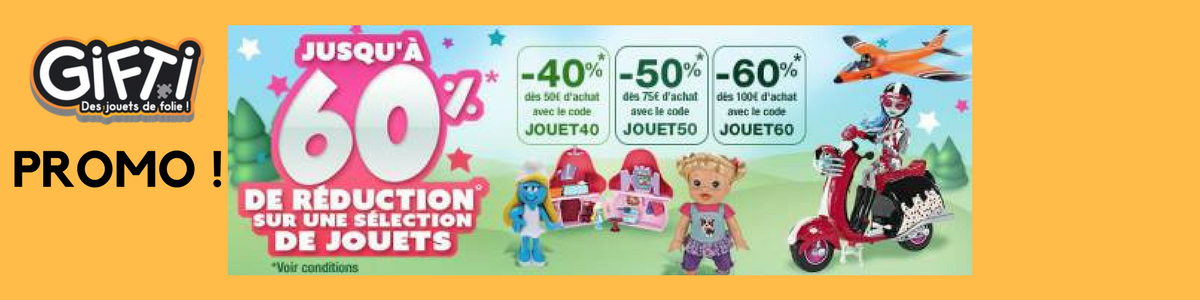 GiFTi
Des jouets de folie !
PROMO !
JUSQU'À
60%*
DE RÉDUCTION*
SUR UNE SÉLECTION
DE JOUETS
*Voir conditions
-40%*
dès 50€ d'achat
avec le code
JOUET40
-50%*
dès 75€ d'achat
avec le code
JOUET50
-60%*
dès 100€ d'achat
avec le code
JOUET60